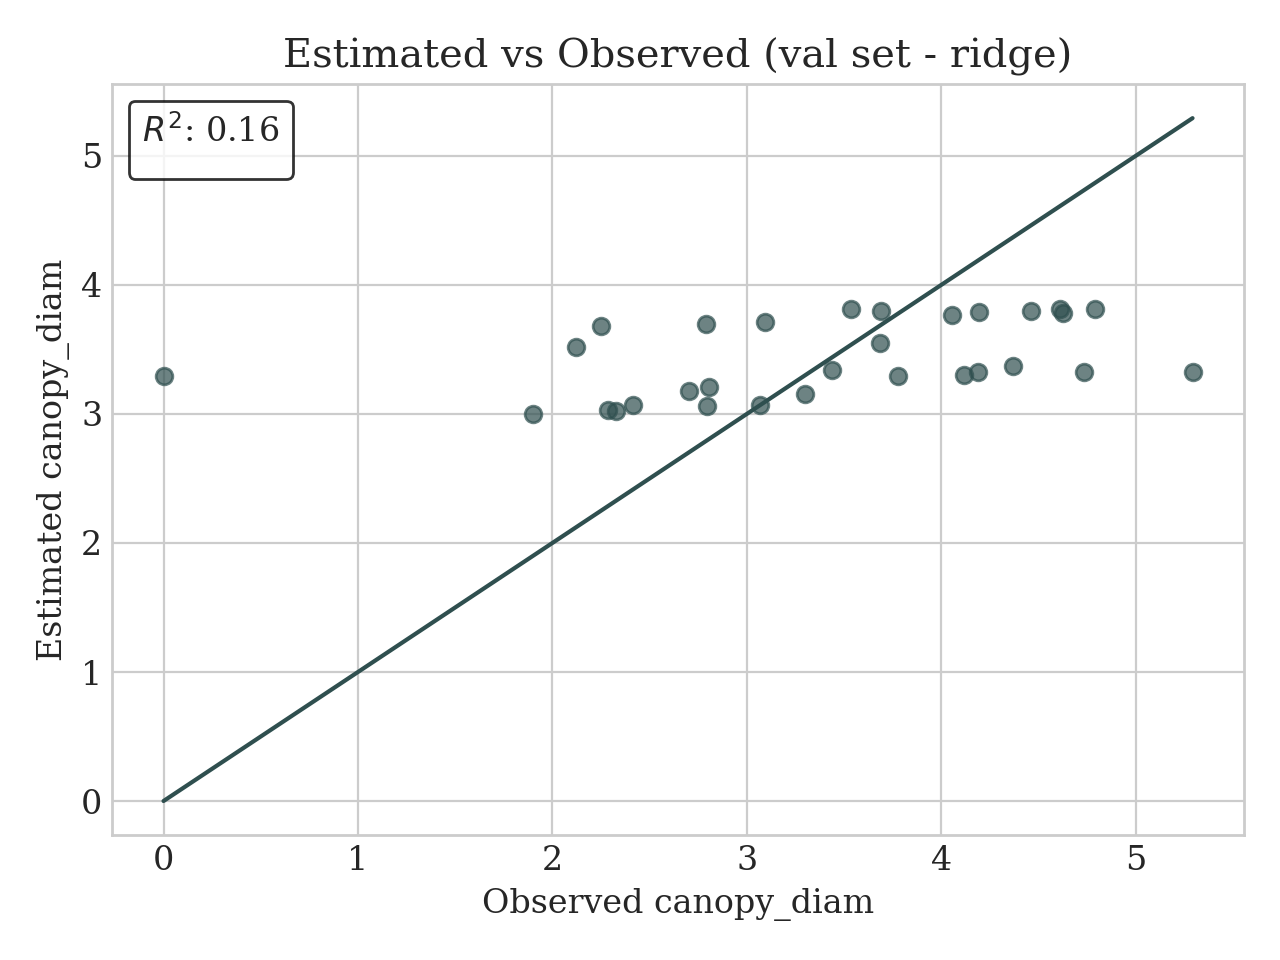 Estimated vs Observed (val set - ridge)
R²: 0.16
5
4
3
2
1
0
Estimated canopy_diam
0 1 2 3 4 5
Observed canopy_diam